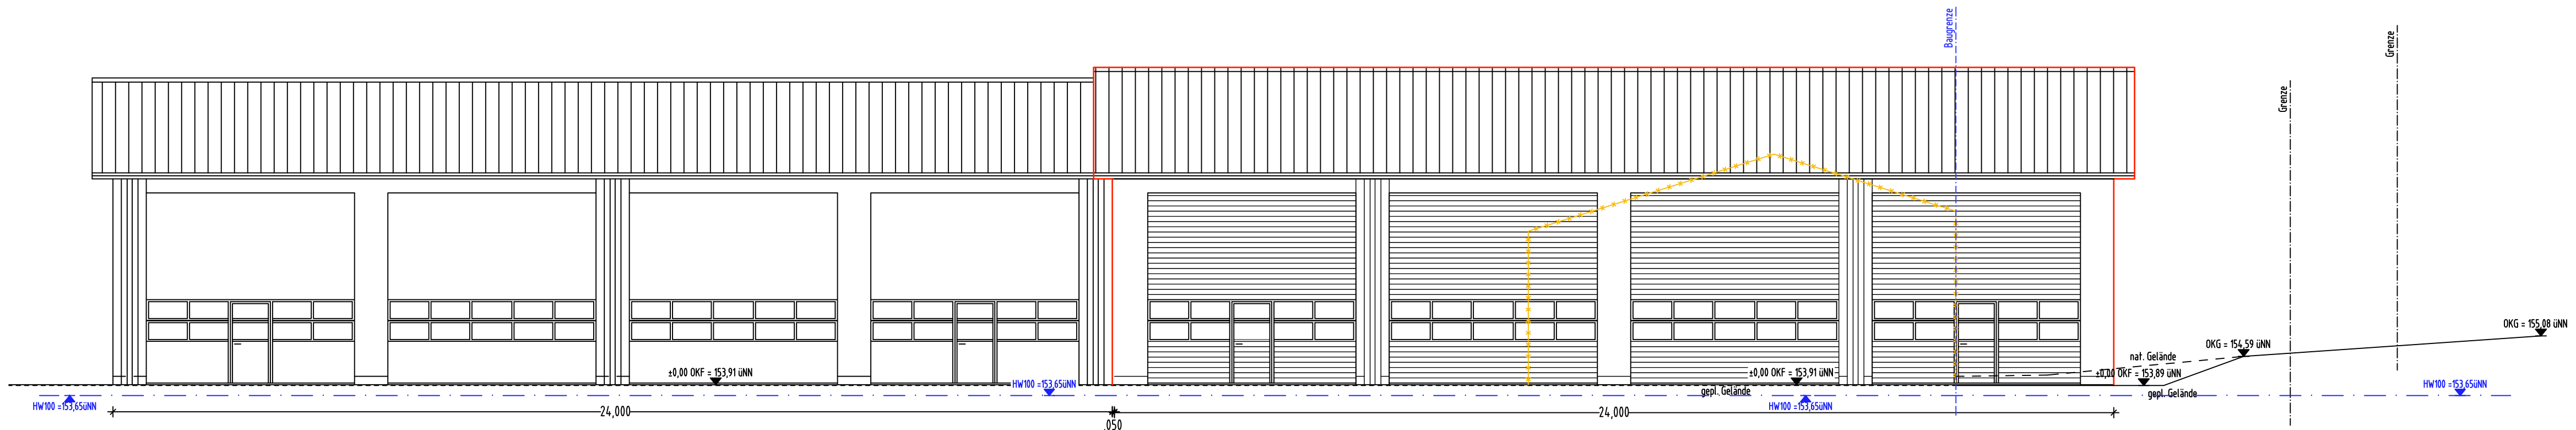 Baugrenze
Grenze
Grenze
OKG = 155,08 üNN
OKG = 154,59 üNN
nat. Gelände
±0,00 OKF = 153,91 üNN
±0,00 OKF = 153,91 üNN
±0,00 OKF = 153,89 üNN
HW100 =153,65üNN
HW100 =153,65üNN
gepl. Gelände
gepl. Gelände
HW100 =153,65üNN
HW100 =153,65üNN
24,000
24,000
.050